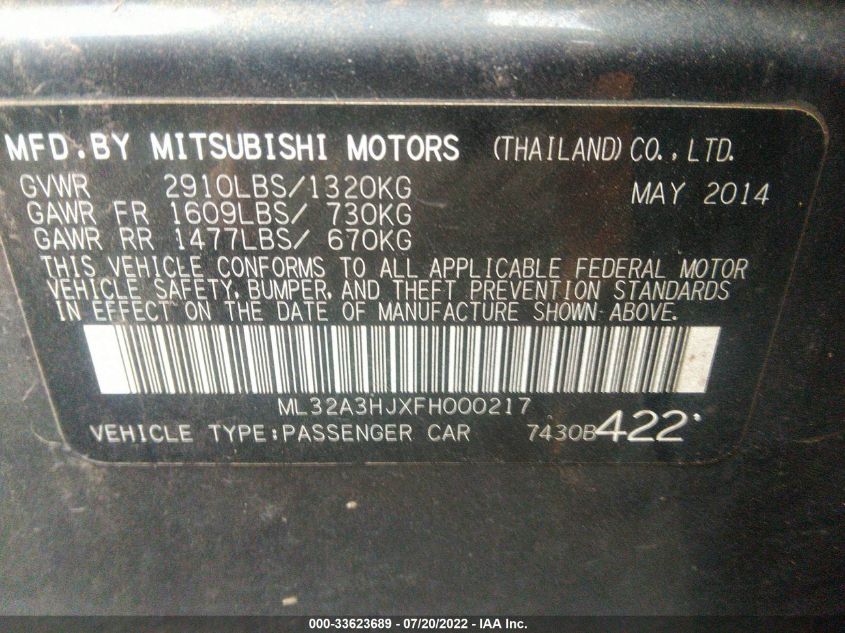 MFD.BY MITSUBISHI MOTORS (THAILAND) CO., LTD.
GVWR 2910LBS/1320KG MAY 2014
GAWR FR 1609LBS/ 730KG
GAWR RR 1477LBS/ 670KG
THIS VEHICLE CONFORMS TO ALL APPLICABLE FEDERAL MOTOR
VEHICLE SAFETY, BUMPER, AND THEFT PREVENTION STANDARDS
IN EFFECT ON THE DATE OF MANUFACTURE SHOWN ABOVE.
ML32A3HJXFH000217
VEHICLE TYPE:PASSENGER CAR 7430B422
000-33623689 - 07/20/2022 - IAA Inc.